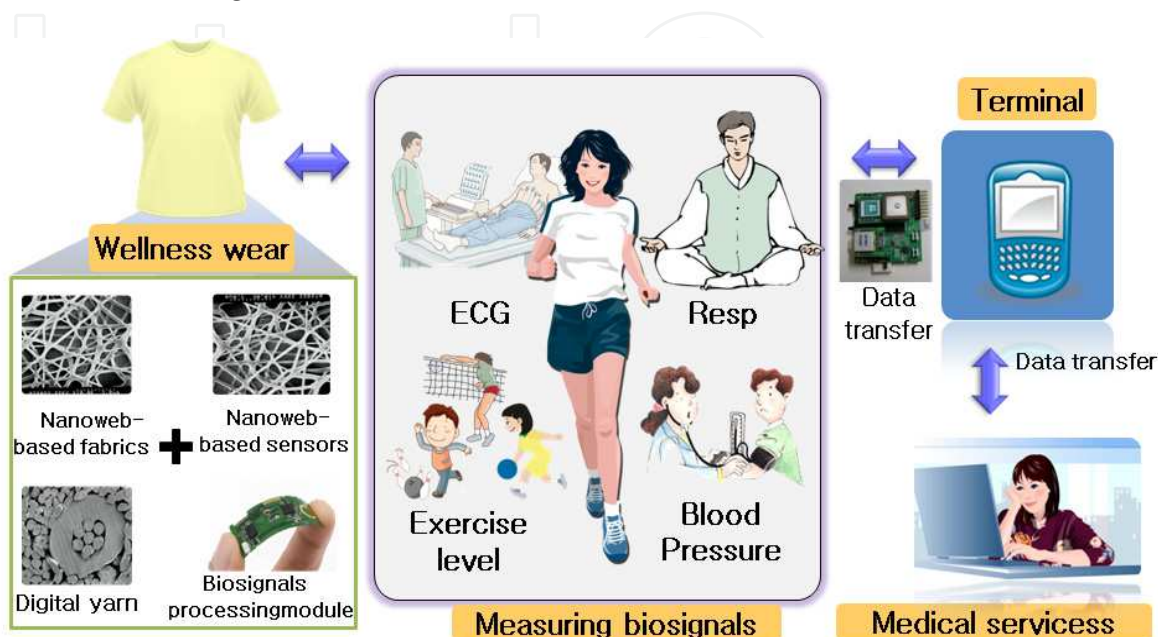 Wellness wear
Nanoweb-
based fabrics
Nanoweb-
based sensors
Digital yarn
Biosignals
processingmodule
ECG
Resp
Exercise
level
Blood
Pressure
Measuring biosignals
Terminal
Data
transfer
Data transfer
Medical servicess